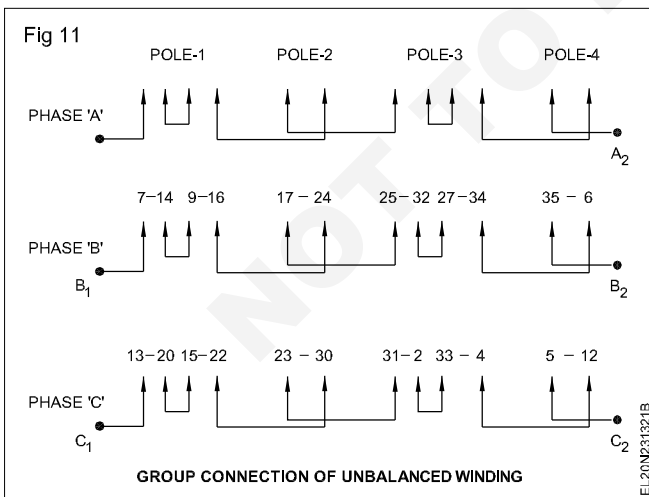 Fig 11
POLE-1 POLE-2 POLE-3 POLE-4
PHASE 'A'
A2
7–14 9–16 17 – 24 25–32 27–34 35 – 6
PHASE 'B'
B1 B2
13–20 15–22 23 – 30 31–2 33 – 4 5 – 12
PHASE 'C'
C1 C2
GROUP CONNECTION OF UNBALANCED WINDING
EL20N231321B
NOT TO